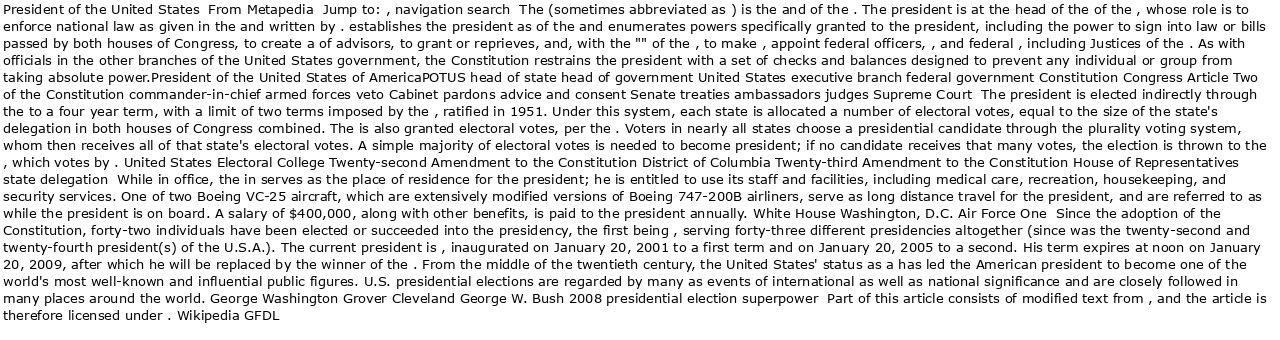 President of the United States  From Metapedia  Jump to: , navigation search  The (sometimes abbreviated as ) is the and of the . The president is at the head of the of the , whose role is to
enforce national law as given in the and written by . establishes the president as of the and enumerates powers specifically granted to the president, including the power to sign into law or bills
passed by both houses of Congress, to create a of advisors, to grant or reprieves, and, with the "" of the , to make , appoint federal officers, , and federal , including Justices of the . As with
officials in the other branches of the United States government, the Constitution restrains the president with a set of checks and balances designed to prevent any individual or group from
taking absolute power.President of the United States of AmericaPOTUS head of state head of government United States executive branch federal government Constitution Congress Article Two
of the Constitution commander-in-chief armed forces veto Cabinet pardons advice and consent Senate treaties ambassadors judges Supreme Court  The president is elected indirectly through
the to a four year term, with a limit of two terms imposed by the , ratified in 1951. Under this system, each state is allocated a number of electoral votes, equal to the size of the state's
delegation in both houses of Congress combined. The is also granted electoral votes, per the . Voters in nearly all states choose a presidential candidate through the plurality voting system,
whom then receives all of that state's electoral votes. A simple majority of electoral votes is needed to become president; if no candidate receives that many votes, the election is thrown to the
, which votes by . United States Electoral College Twenty-second Amendment to the Constitution District of Columbia Twenty-third Amendment to the Constitution House of Representatives
state delegation  While in office, the in serves as the place of residence for the president; he is entitled to use its staff and facilities, including medical care, recreation, housekeeping, and
security services. One of two Boeing VC-25 aircraft, which are extensively modified versions of Boeing 747-200B airliners, serve as long distance travel for the president, and are referred to as
while the president is on board. A salary of $400,000, along with other benefits, is paid to the president annually. White House Washington, D.C. Air Force One  Since the adoption of the
Constitution, forty-two individuals have been elected or succeeded into the presidency, the first being , serving forty-three different presidencies altogether (since was the twenty-second and
twenty-fourth president(s) of the U.S.A.). The current president is , inaugurated on January 20, 2001 to a first term and on January 20, 2005 to a second. His term expires at noon on January
20, 2009, after which he will be replaced by the winner of the . From the middle of the twentieth century, the United States' status as a has led the American president to become one of the
world's most well-known and influential public figures. U.S. presidential elections are regarded by many as events of international as well as national significance and are closely followed in
many places around the world. George Washington Grover Cleveland George W. Bush 2008 presidential election superpower  Part of this article consists of modified text from , and the article is
therefore licensed under . Wikipedia GFDL